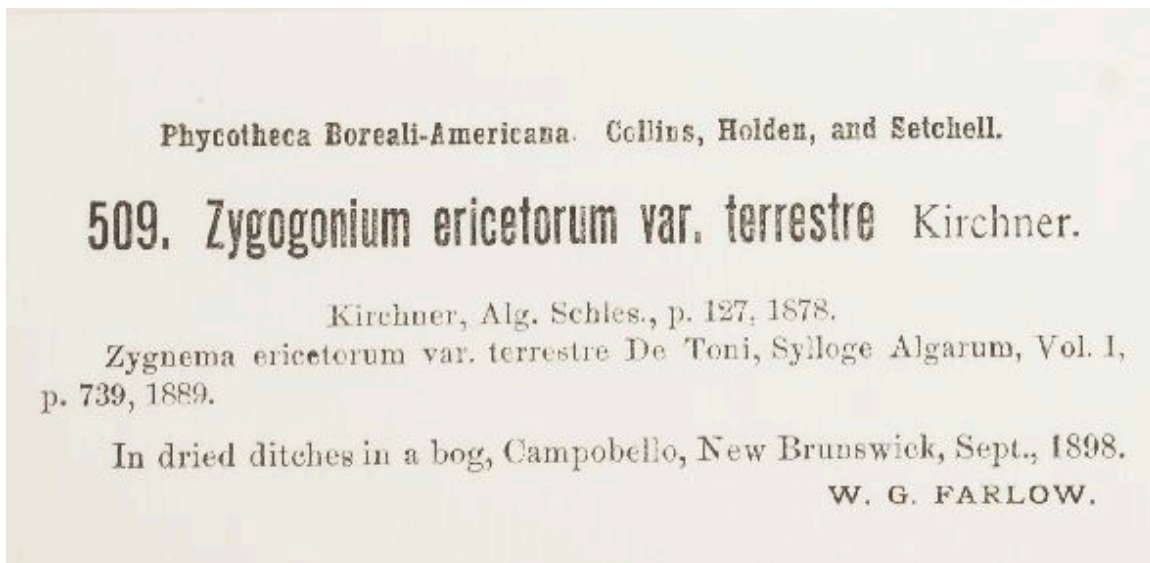 Phycotheca Boreali-Americana. Collins, Holden, and Setchell.
509. Zygogonium ericetorum var. terrestre Kirchner.
Kirchner, Alg. Schles., p. 127, 1878.
Zygnema ericetorum var. terrestre De Toni, Sylloge Algarum, Vol. I,
p. 739, 1889.
In dried ditches in a bog, Campobello, New Brunswick, Sept., 1898.
W. G. FARLOW.